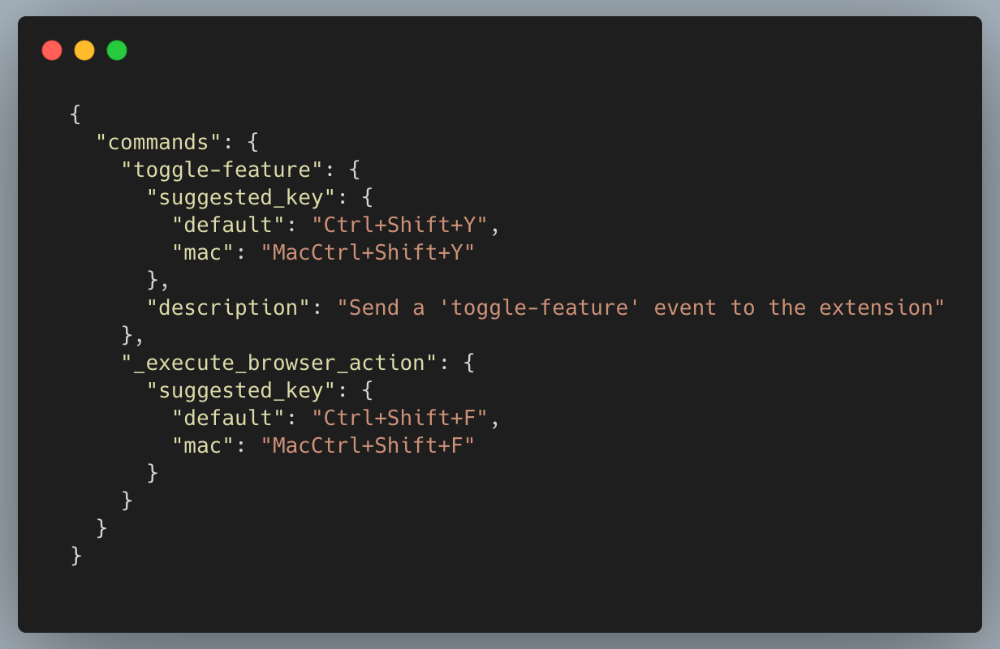 {
  "commands": {
    "toggle-feature": {
      "suggested_key": {
        "default": "Ctrl+Shift+Y",
        "mac": "MacCtrl+Shift+Y"
      },
      "description": "Send a 'toggle-feature' event to the extension"
    },
    "_execute_browser_action": {
      "suggested_key": {
        "default": "Ctrl+Shift+F",
        "mac": "MacCtrl+Shift+F"
      }
    }
  }
}